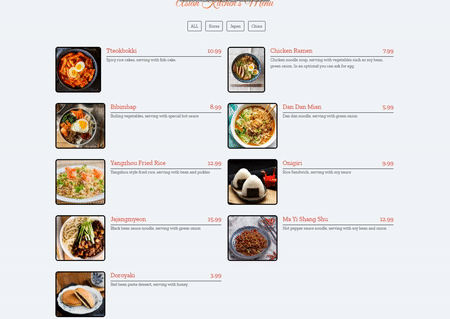 Asian Kitchen's Menu
ALL Korea Japan China
Tteokbokki 10.99
Spicy rice cakes, serving with fish cake.
Chicken Ramen 7.99
Chicken noodle soup, serving with vegetables such as soy bean,
green onion. In an optional you can ask for egg.
Bibimbap 8.99
Boiling vegetables, serving with special hot sauce
Dan Dan Mian 5.99
Dan dan noodle, serving with green onion
Yangzhou Fried Rice 12.99
Yangzhou style fried rice, serving with bean and pickles
Onigiri 9.99
Rice Sandwich, serving with soy sauce
Jajangmyeon 15.99
Black bean sauce noodle, serving with green onion
Ma Yi Shang Shu 12.99
Hot pepper sauce noodle, serving with soy bean and onion
Doroyaki 3.99
Red bean paste dessert, serving with honey.